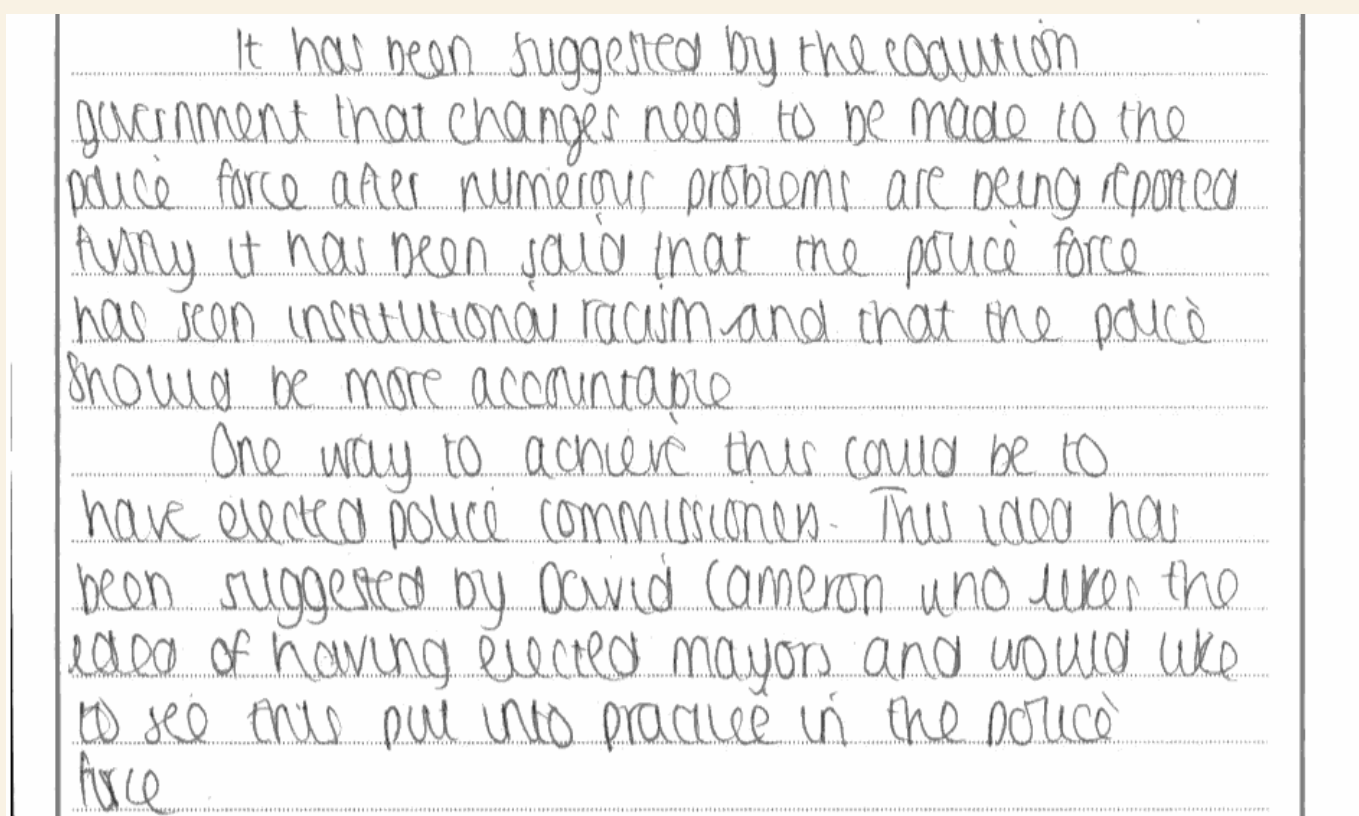 It has been suggested by the coalition
government that changes need to be made to the
police force after numerous problems are being reported
firstly it has been said that the police force
has seen institutional racism and that the police
should be more accountable
One way to achieve this could be to
have elected police commissioners. This idea has
been suggested by David Cameron who likes the
idea of having elected mayors and would like
to see this put into practice in the police
force